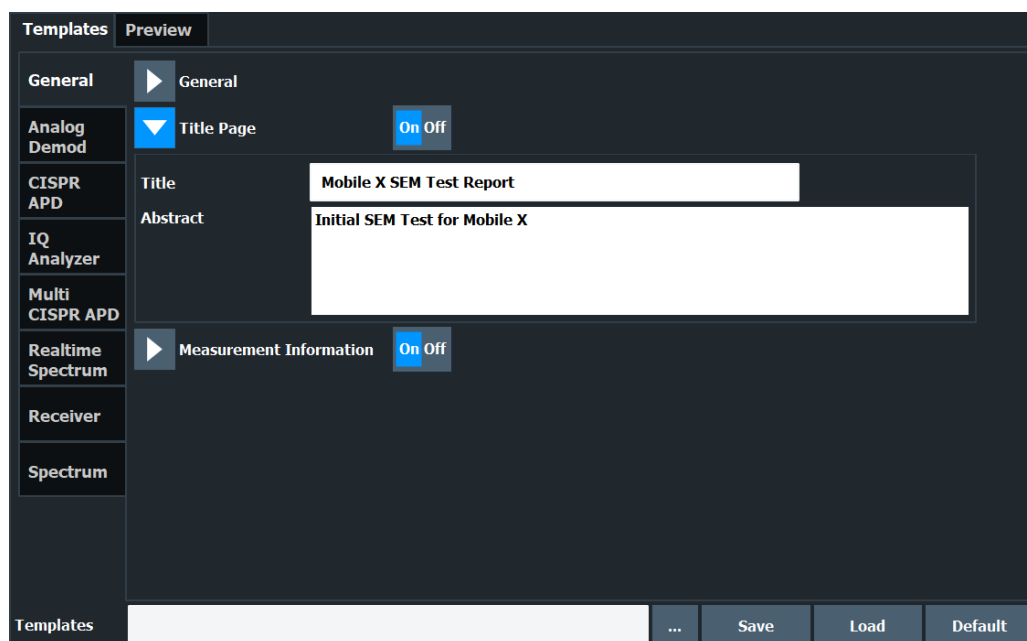 Templates Preview
General
Analog
Demod
CISPR
APD
IQ
Analyzer
Multi
CISPR APD
Realtime
Spectrum
Receiver
Spectrum
General
Title Page On Off
Title Mobile X SEM Test Report
Abstract Initial SEM Test for Mobile X
Measurement Information On Off
Templates ... Save Load Default